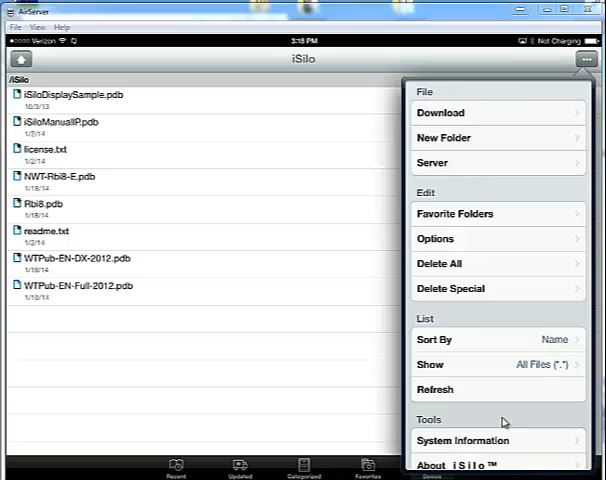 AirServer
File View Help
Verizon 3:18 PM Not Charging
iSilo
/iSilo
iSiloDisplaySample.pdb
10/3/13
iSiloManualIP.pdb
1/2/14
license.txt
1/2/14
NWT-Rbi8-E.pdb
1/18/14
Rbi8.pdb
1/18/14
readme.txt
1/2/14
WTPub-EN-DX-2012.pdb
1/18/14
WTPub-EN-Full-2012.pdb
1/18/14
File
Download
New Folder
Server
Edit
Favorite Folders
Options
Delete All
Delete Special
List
Sort By Name
Show All Files (*.*)
Refresh
Tools
System Information
About iSilo™
Recent Updated Categorized Favorites